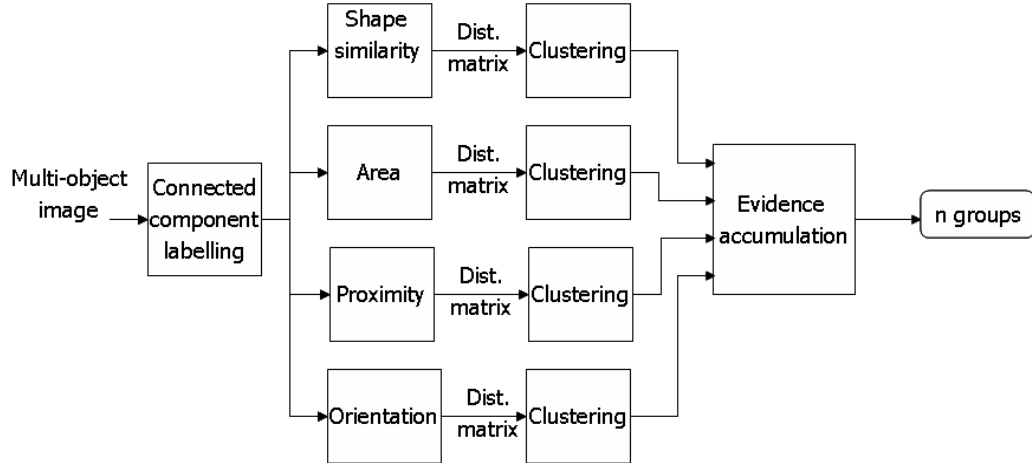 Shape
similarity
Dist.
matrix
Clustering
Area
Dist.
matrix
Clustering
Multi-object
image
Connected
component
labelling
Evidence
accumulation
n groups
Proximity
Dist.
matrix
Clustering
Orientation
Dist.
matrix
Clustering